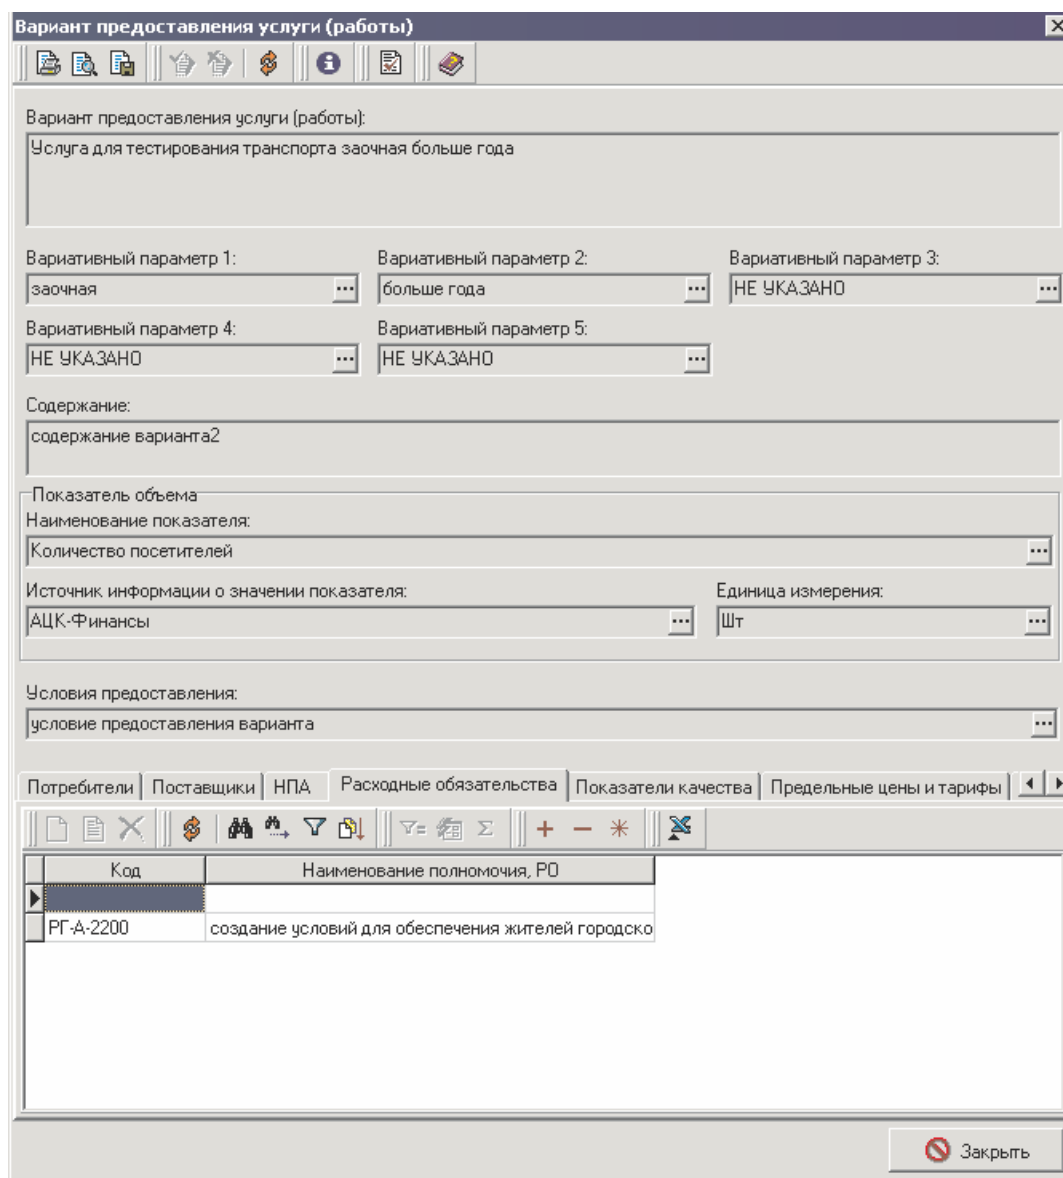 Вариант предоставления услуги (работы)
Вариант предоставления услуги (работы):
Услуга для тестирования транспорта заочная больше года
Вариативный параметр 1: Вариативный параметр 2: Вариативный параметр 3:
заочная ... больше года ... НЕ УКАЗАНО ...
Вариативный параметр 4: Вариативный параметр 5:
НЕ УКАЗАНО ... НЕ УКАЗАНО ...
Содержание:
содержание варианта2
Показатель объема
Наименование показателя:
Количество посетителей ...
Источник информации о значении показателя: Единица измерения:
АЦК-Финансы ... Шт ...
Условия предоставления:
условие предоставления варианта ...
Потребители Поставщики НПА Расходные обязательства Показатели качества Предельные цены и тарифы
Код Наименование полномочия, РО
РГ-А-2200 создание условий для обеспечения жителей городско
Закрыть